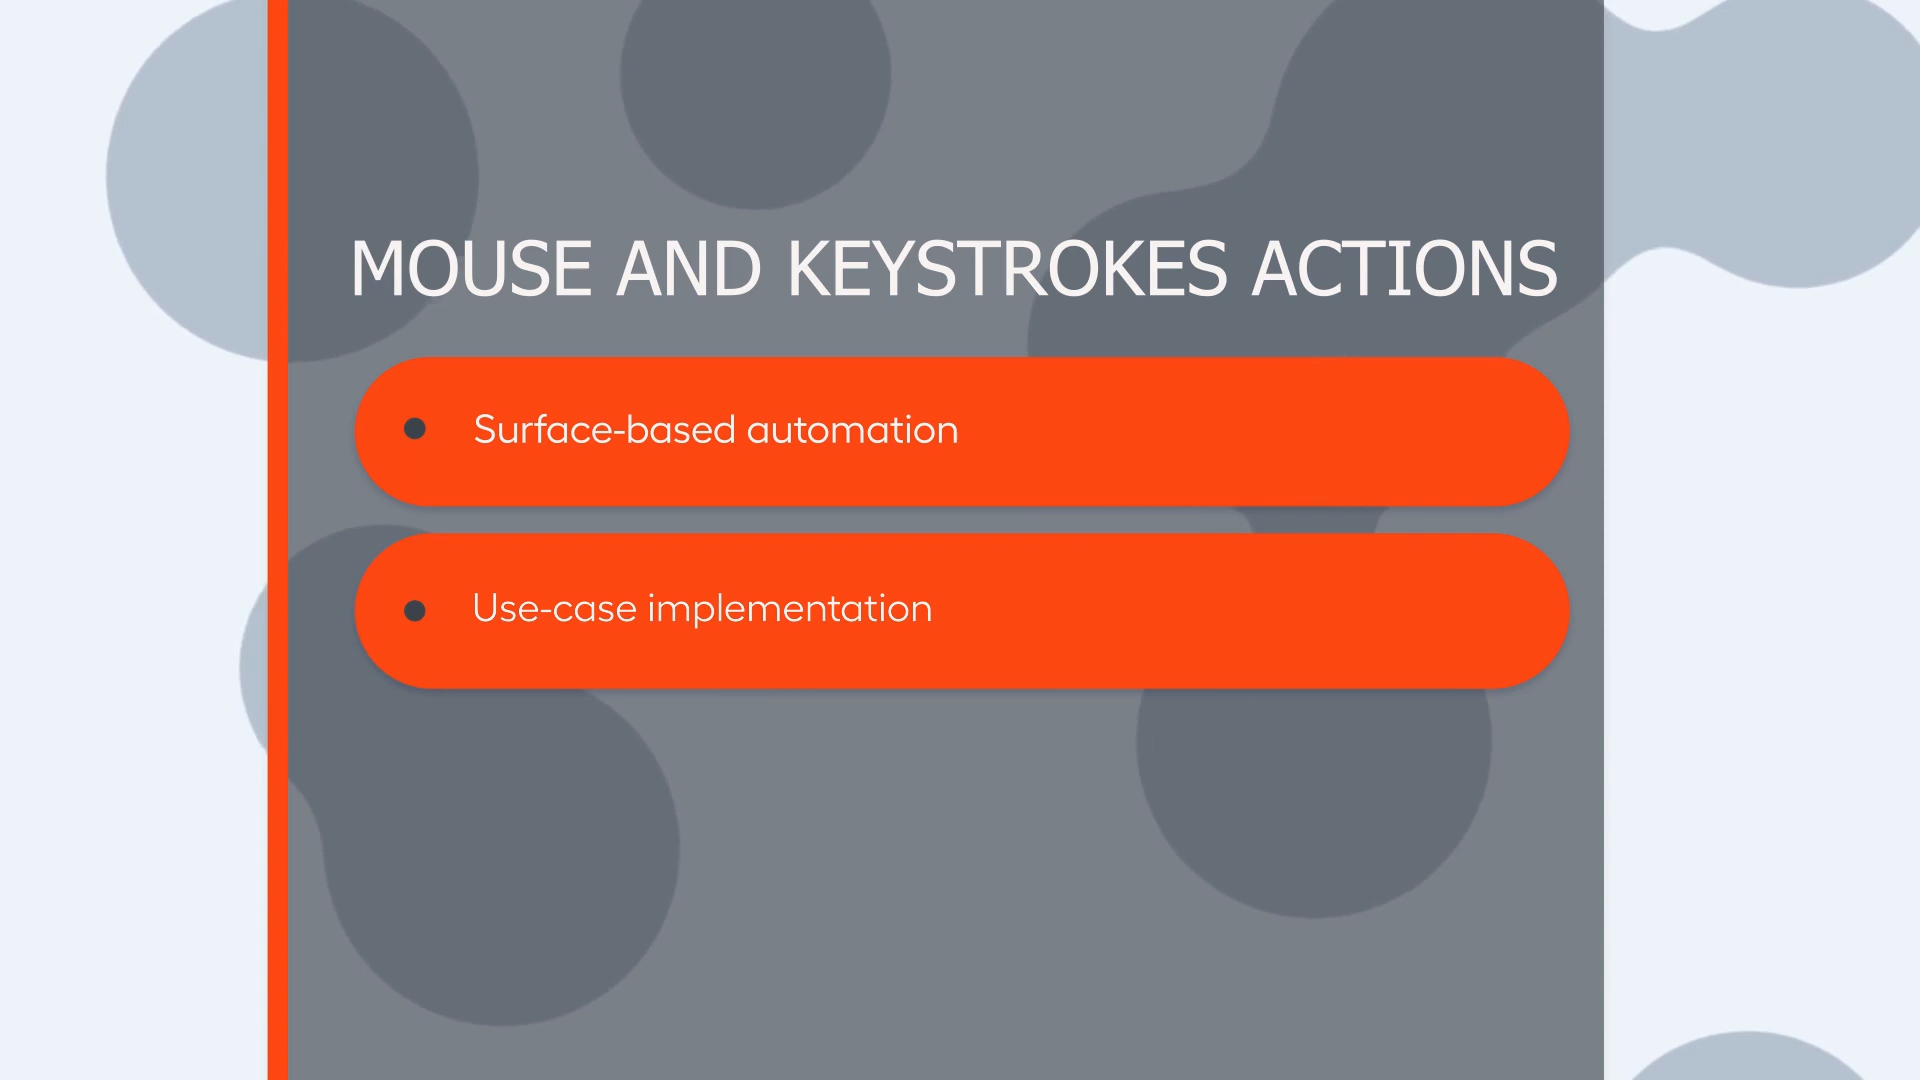 MOUSE AND KEYSTROKES ACTIONS
Surface-based automation
Use-case implementation